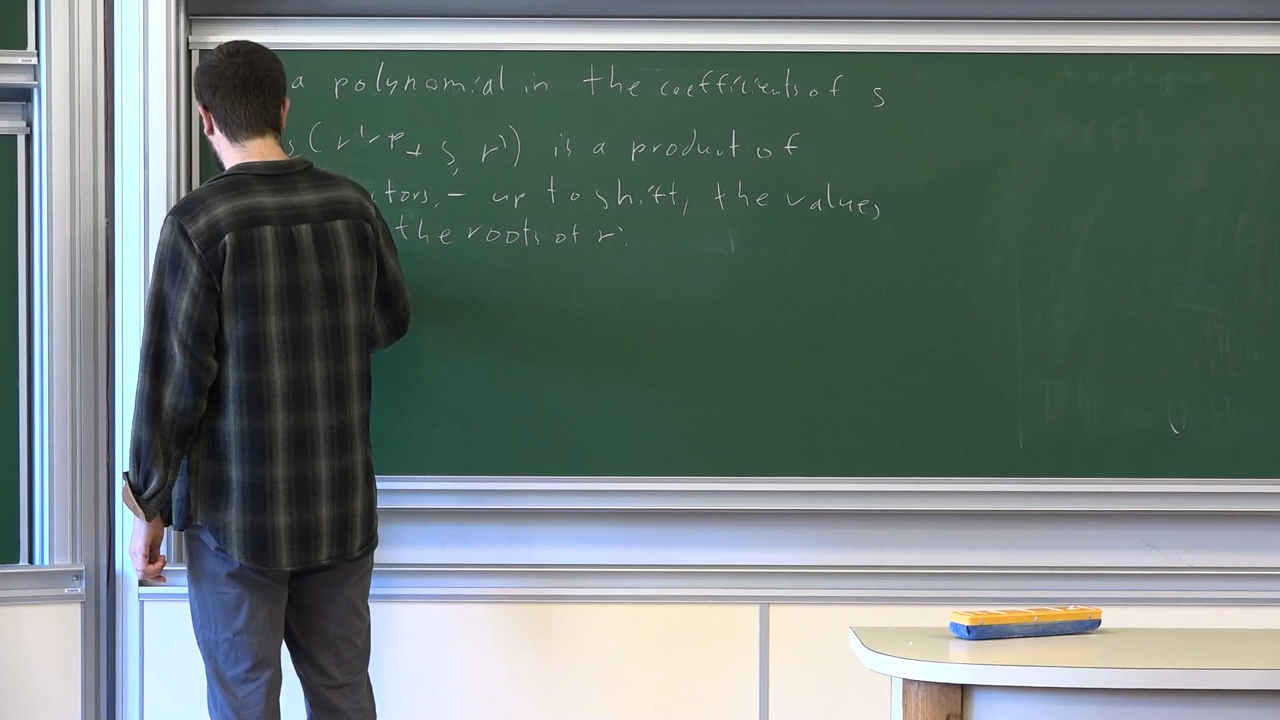 a polynomial in the coefficients of s
s(r'-r+s, r') is a product of
tors, - up to shift, the values
the roots of r'.